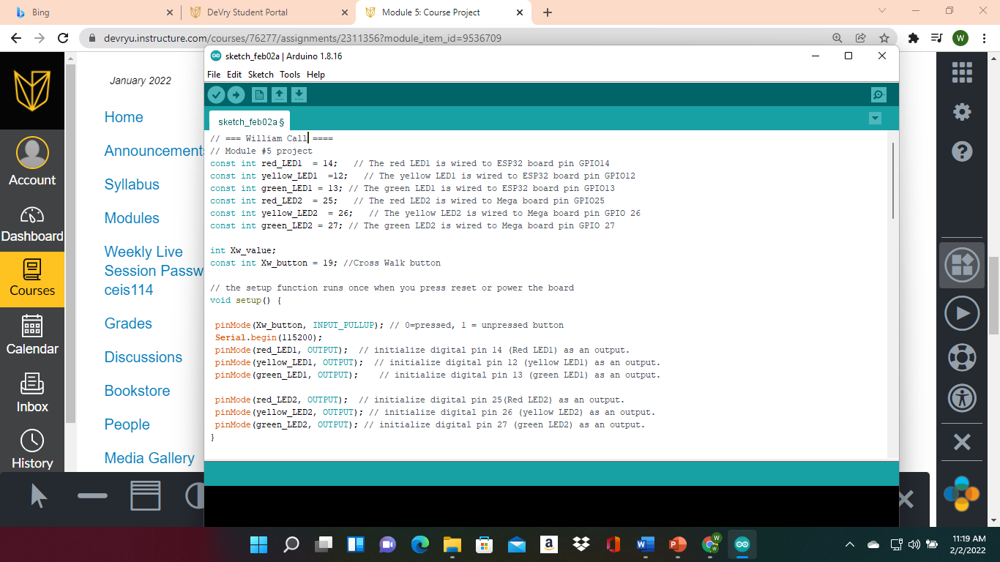 Bing
DeVry Student Portal
Module 5: Course Project
devryu.instructure.com/courses/76277/assignments/2311356?module_item_id=9536709
W
January 2022
Home
Announcements
Syllabus
Modules
Weekly Live
Session Passw
ceis114
Grades
Discussions
Bookstore
People
Media Gallery
Account
Dashboard
Courses
Calendar
Inbox
History
sketch_feb02a | Arduino 1.8.16
File Edit Sketch Tools Help
sketch_feb02a §
// === William Call ====
// Module #5 project
const int red_LED1  = 14;   // The red LED1 is wired to ESP32 board pin GPIO14
const int yellow_LED1  =12;   // The yellow LED1 is wired to ESP32 board pin GPIO12
const int green_LED1 = 13; // The green LED1 is wired to ESP32 board pin GPIO13
const int red_LED2  = 25;   // The red LED2 is wired to Mega board pin GPIO25
const int yellow_LED2  = 26;   // The yellow LED2 is wired to Mega board pin GPIO 26
const int green_LED2 = 27; // The green LED2 is wired to Mega board pin GPIO 27
int Xw_value;
const int Xw_button = 19; //Cross Walk button
// the setup function runs once when you press reset or power the board
void setup() {
pinMode(Xw_button, INPUT_PULLUP); // 0=pressed, 1 = unpressed button
Serial.begin(115200);
pinMode(red_LED1, OUTPUT);  // initialize digital pin 14 (Red LED1) as an output.
pinMode(yellow_LED1, OUTPUT);  // initialize digital pin 12 (yellow LED1) as an output.
pinMode(green_LED1, OUTPUT);    // initialize digital pin 13 (green LED1) as an output.
pinMode(red_LED2, OUTPUT);  // initialize digital pin 25(Red LED2) as an output.
pinMode(yellow_LED2, OUTPUT); // initialize digital pin 26 (yellow LED2) as an output.
pinMode(green_LED2, OUTPUT); // initialize digital pin 27 (green LED2) as an output.
}
11:19 AM
2/2/2022